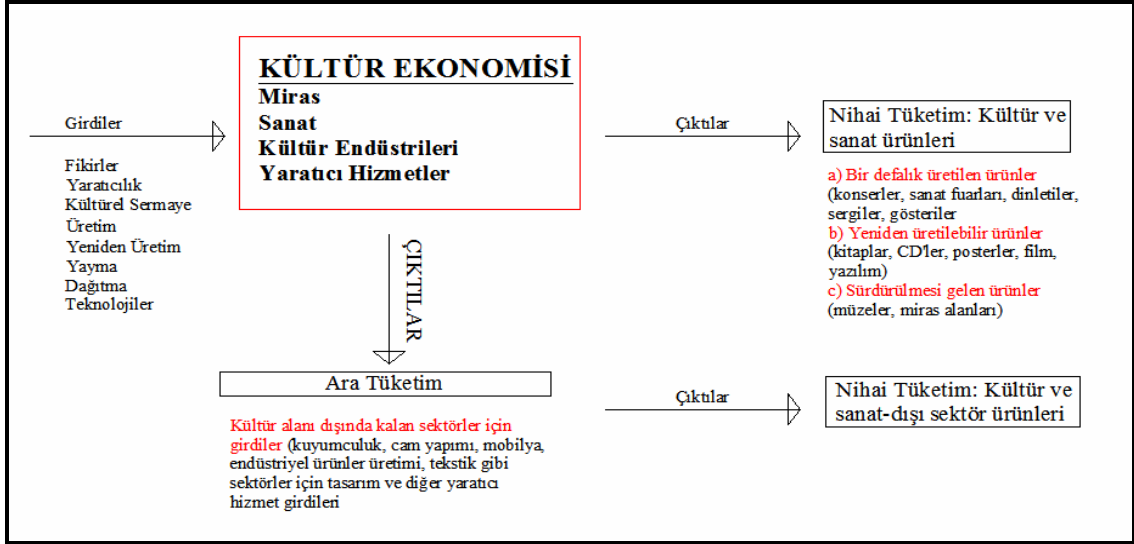 Girdiler
Fikirler
Yaratıcılık
Kültürel Sermaye
Üretim
Yeniden Üretim
Yayma
Dağıtma
Teknolojiler
KÜLTÜR EKONOMİSİ
Miras
Sanat
Kültür Endüstrileri
Yaratıcı Hizmetler
Çıktılar
Nihai Tüketim: Kültür ve
sanat ürünleri
a) Bir defalık üretilen ürünler
(konserler, sanat fuarları, dinletiler,
sergiler, gösteriler
b) Yeniden üretilebilir ürünler
(kitaplar, CD'ler, posterler, film,
yazılım)
c) Sürdürülmesi gelen ürünler
(müzeler, miras alanları)
ÇIKTILAR
Ara Tüketim
Kültür alanı dışında kalan sektörler için
girdiler (kuyumculuk, cam yapımı, mobilya,
endüstriyel ürünler üretimi, tekstik gibi
sektörler için tasarım ve diğer yaratıcı
hizmet girdileri
Çıktılar
Nihai Tüketim: Kültür ve
sanat-dışı sektör ürünleri